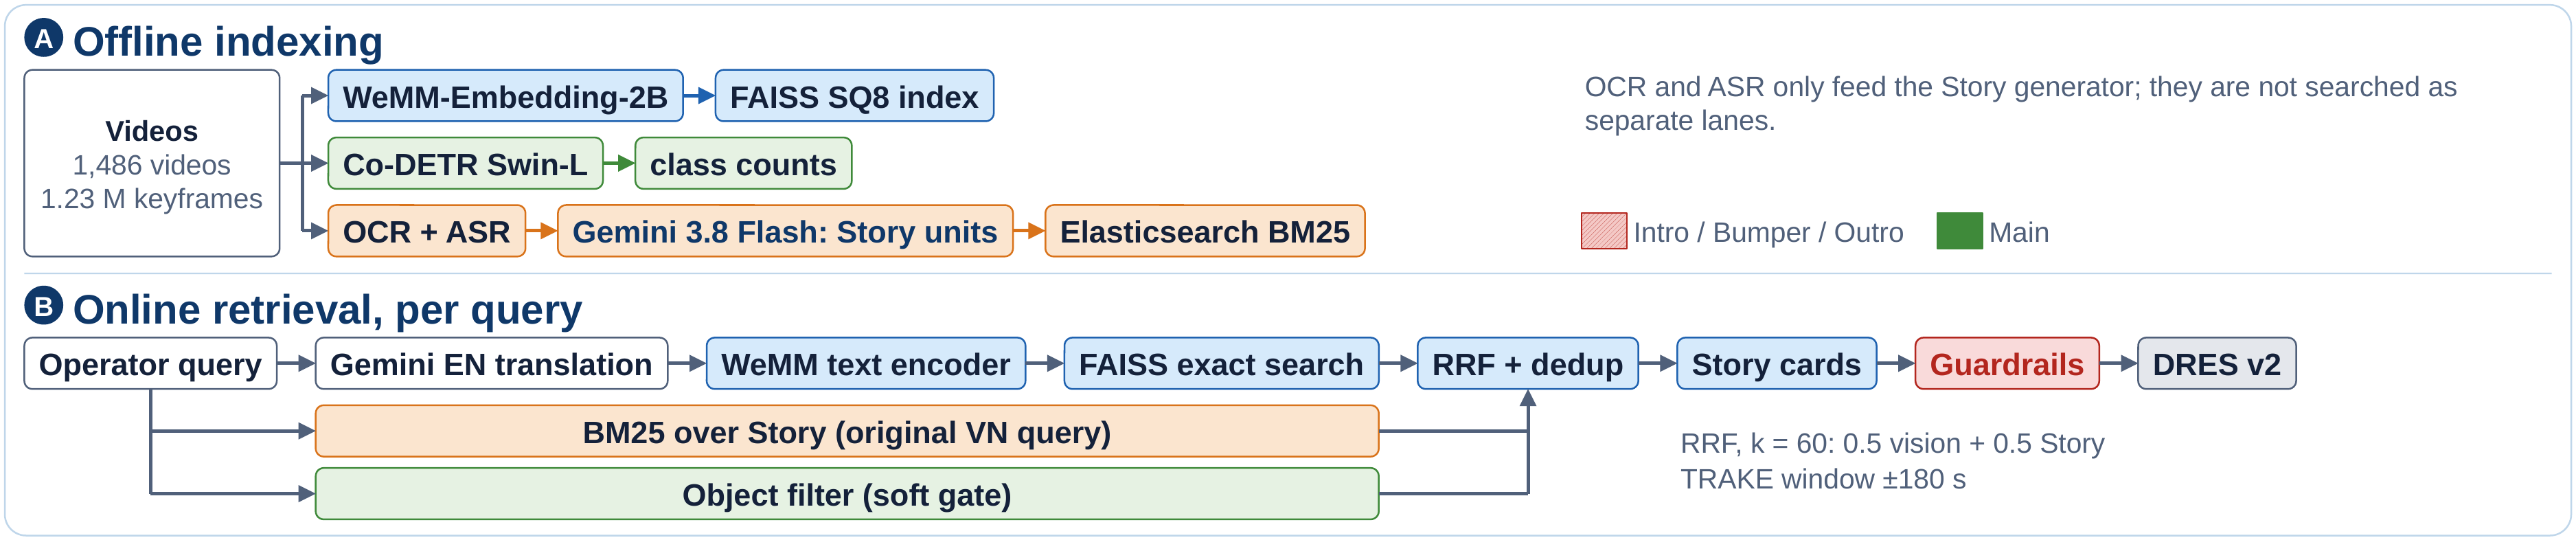 A Offline indexing
Videos
1,486 videos
1.23 M keyframes
WeMM-Embedding-2B
FAISS SQ8 index
Co-DETR Swin-L
class counts
OCR + ASR
Gemini 3.8 Flash: Story units
Elasticsearch BM25
OCR and ASR only feed the Story generator; they are not searched as
separate lanes.
Intro / Bumper / Outro
Main
B Online retrieval, per query
Operator query
Gemini EN translation
WeMM text encoder
FAISS exact search
RRF + dedup
Story cards
Guardrails
DRES v2
BM25 over Story (original VN query)
Object filter (soft gate)
RRF, k = 60: 0.5 vision + 0.5 Story
TRAKE window ±180 s